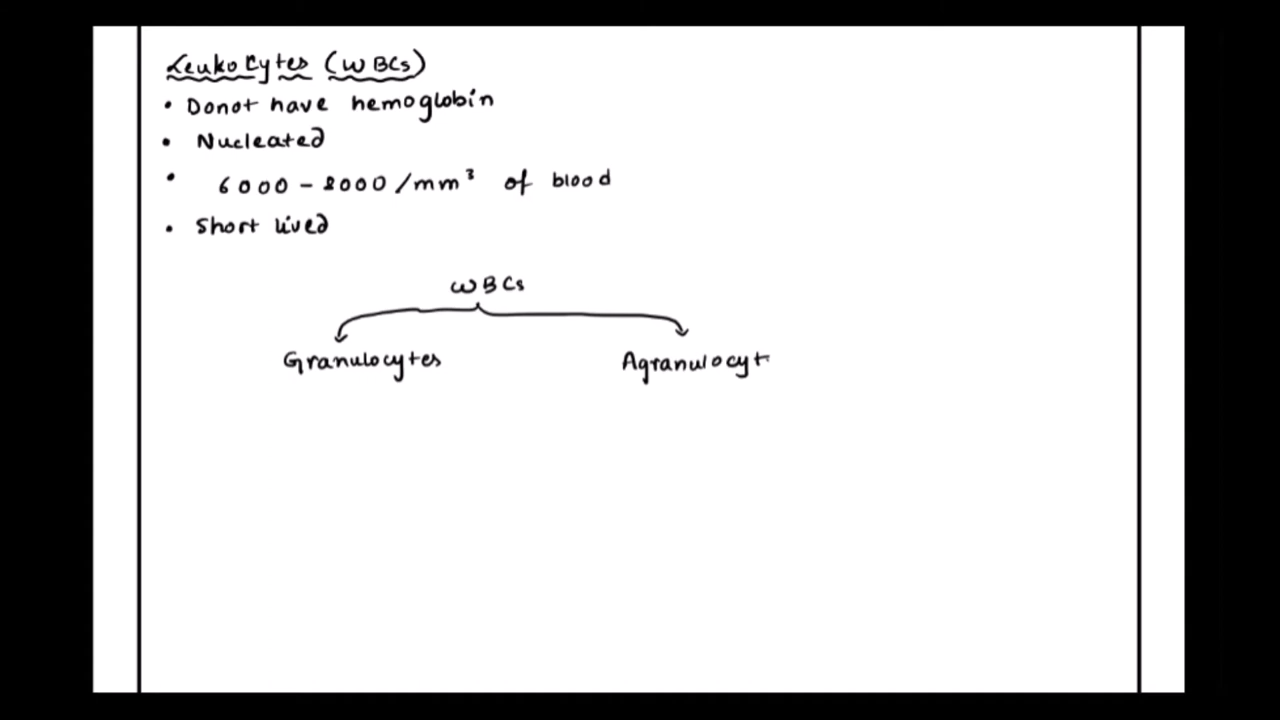 Leukocytes (WBCs)
• Donot have hemoglobin
• Nucleated
• 6000 - 8000 /mm³ of blood
• Short lived
WBCs
Granulocytes Agranulocyt